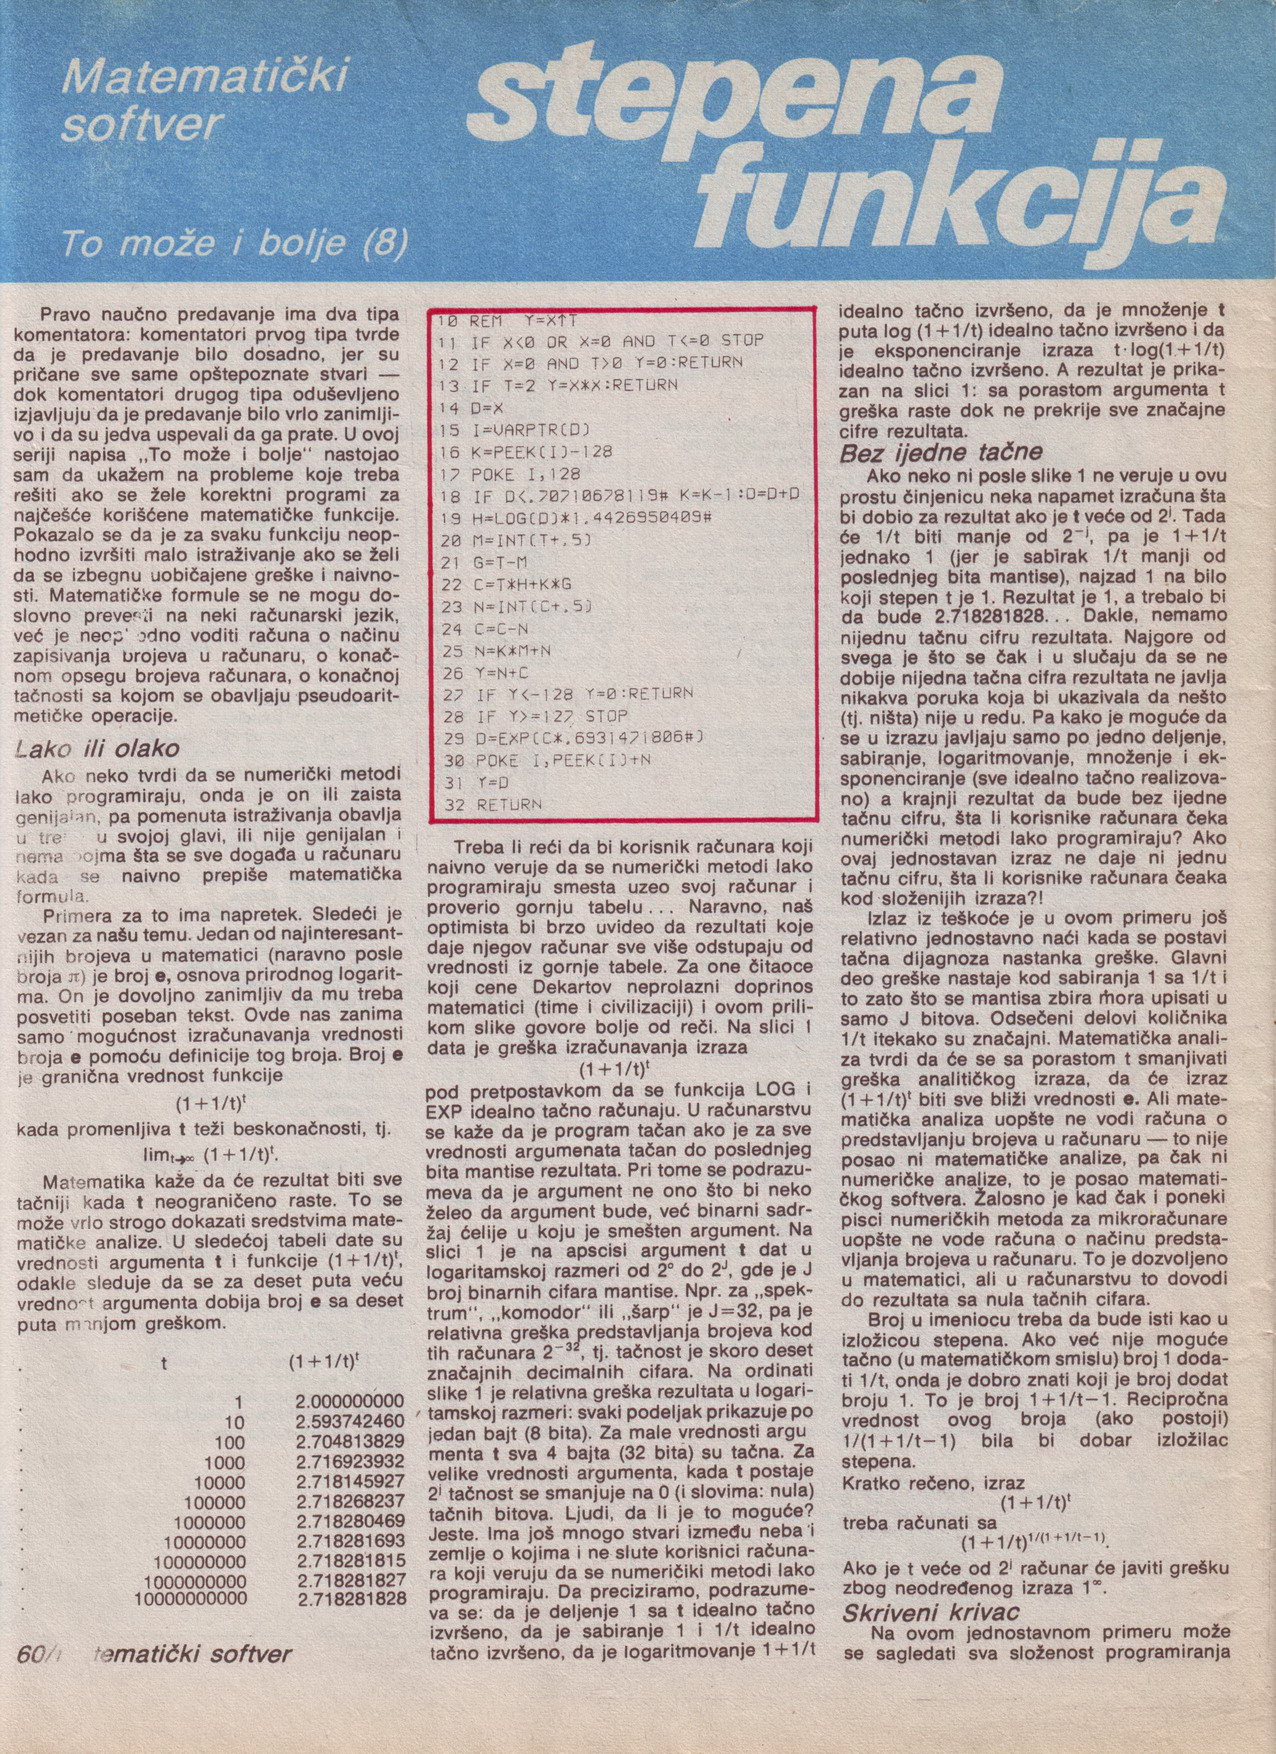 Matematički
softver
To može i bolje (8)
stepena
funkcija
Pravo naučno predavanje ima dva tipa
komentatora: komentatori prvog tipa tvrde
da je predavanje bilo dosadno, jer su
pričane sve same opštepoznate stvari —
dok komentatori drugog tipa oduševljeno
izjavljuju da je predavanje bilo vrlo zanimlji-
vo i da su jedva uspevali da ga prate. U ovoj
seriji napisa „To može i bolje“ nastojao
sam da ukažem na probleme koje treba
rešiti ako se žele korektni programi za
najčešće korišćene matematičke funkcije.
Pokazalo se da je za svaku funkciju neop-
hodno izvršiti malo istraživanje ako se želi
da se izbegnu uobičajene greške i naivno-
sti. Matematičke formule se ne mogu do-
slovno prevesti na neki računarski jezik,
već je neop odno voditi računa o načinu
zapisivanja brojeva u računaru, o konač-
nom opsegu brojeva računara, o konačnoj
tačnosti sa kojom se obavljaju pseudoarit-
metičke operacije.
Lako ili olako
Ako neko tvrdi da se numerički metodi
lako programiraju, onda je on ili zaista
genijalan, pa pomenuta istraživanja obavlja
u tre u svojoj glavi, ili nije genijalan i
nema pojma šta se sve događa u računaru
kada se naivno prepiše matematička
formula.
Primera za to ima napretek. Sledeći je
vezan za našu temu. Jedan od najinteresant-
nijih brojeva u matematici (naravno posle
broja π) je broj e, osnova prirodnog logarit-
ma. On je dovoljno zanimljiv da mu treba
posvetiti poseban tekst. Ovde nas zanima
samo mogućnost izračunavanja vrednosti
broja e pomoću definicije tog broja. Broj e
je granična vrednost funkcije
(1+1/t)ᵗ
kada promenljiva t teži beskonačnosti, tj.
limₜ→∞ (1+1/t)ᵗ.
Matematika kaže da će rezultat biti sve
tačniji kada t neograničeno raste. To se
može vrlo strogo dokazati sredstvima mate-
matičke analize. U sledećoj tabeli date su
vrednosti argumenta t i funkcije (1+1/t)ᵗ,
odakle sleduje da se za deset puta veću
vrednost argumenta dobija broj e sa deset
puta manjom greškom.
t (1+1/t)ᵗ
1 2.000000000
10 2.593742460
100 2.704813829
1000 2.716923932
10000 2.718145927
100000 2.718268237
1000000 2.718280469
10000000 2.718281693
100000000 2.718281815
1000000000 2.718281827
10000000000 2.718281828
60/ tematički softver
10 REM Y=X↑T
11 IF X<0 OR X=0 AND T<=0 STOP
12 IF X=0 AND T>0 Y=0:RETURN
13 IF T=2 Y=X*X:RETURN
14 D=X
15 I=VARPTR(D)
16 K=PEEK(I)-128
17 POKE I,128
18 IF D<.70710678119# K=K-1:D=D+D
19 H=LOG(D)*1.4426950409#
20 M=INT(T+.5)
21 G=T-M
22 C=T*H+K*G
23 N=INT(C+.5)
24 C=C-N
25 N=K*M+N
26 Y=N+C
27 IF Y<-128 Y=0:RETURN
28 IF Y>=127 STOP
29 D=EXP(C*.6931471806#)
30 POKE I,PEEK(I)+N
31 Y=D
32 RETURN
Treba li reći da bi korisnik računara koji
naivno veruje da se numerički metodi lako
programiraju smesta uzeo svoj računar i
proverio gornju tabelu... Naravno, naš
optimista bi brzo uvideo da rezultati koje
daje njegov računar sve više odstupaju od
vrednosti iz gornje tabele. Za one čitaoce
koji cene Dekartov neprolazni doprinos
matematici (time i civilizaciji) i ovom prili-
kom slike govore bolje od reči. Na slici 1
data je greška izračunavanja izraza
(1+1/t)ᵗ
pod pretpostavkom da se funkcija LOG i
EXP idealno tačno računaju. U računarstvu
se kaže da je program tačan ako je za sve
vrednosti argumenata tačan do poslednjeg
bita mantise rezultata. Pri tome se podrazu-
meva da je argument ne ono što bi neko
želeo da argument bude, već binarni sadr-
žaj ćelije u koju je smešten argument. Na
slici 1 je na apscisi argument t dat u
logaritamskoj razmeri od 2⁰ do 2ᴶ, gde je J
broj binarnih cifara mantise. Npr. za „spek-
trum“, „komodor“ ili „šarp“ je J=32, pa je
relativna greška predstavljanja brojeva kod
tih računara 2⁻³², tj. tačnost je skoro deset
značajnih decimalnih cifara. Na ordinati
slike 1 je relativna greška rezultata u logari-
tamskoj razmeri: svaki podeljak prikazuje po
jedan bajt (8 bita). Za male vrednosti argu
menta t sva 4 bajta (32 bita) su tačna. Za
velike vrednosti argumenta, kada t postaje
2ʲ tačnost se smanjuje na 0 (i slovima: nula)
tačnih bitova. Ljudi, da li je to moguće?
Jeste. Ima još mnogo stvari između neba i
zemlje o kojima i ne slute korisnici računa-
ra koji veruju da se numeričiki metodi lako
programiraju. Da preciziramo, podrazume-
va se: da je deljenje 1 sa t idealno tačno
izvršeno, da je sabiranje 1 i 1/t idealno
tačno izvršeno, da je logaritmovanje 1+1/t
idealno tačno izvršeno, da je množenje t
puta log (1+1/t) idealno tačno izvršeno i da
je eksponenciranje izraza t·log(1+1/t)
idealno tačno izvršeno. A rezultat je prika-
zan na slici 1: sa porastom argumenta t
greška raste dok ne prekrije sve značajne
cifre rezultata.
Bez ijedne tačne
Ako neko ni posle slike 1 ne veruje u ovu
prostu činjenicu neka napamet izračuna šta
bi dobio za rezultat ako je t veće od 2ʲ. Tada
će 1/t biti manje od 2⁻ʲ, pa je 1+1/t
jednako 1 (jer je sabirak 1/t manji od
poslednjeg bita mantise), najzad 1 na bilo
koji stepen t je 1. Rezultat je 1, a trebalo bi
da bude 2.718281828... Dakle, nemamo
nijednu tačnu cifru rezultata. Najgore od
svega je što se čak i u slučaju da se ne
dobije nijedna tačna cifra rezultata ne javlja
nikakva poruka koja bi ukazivala da nešto
(tj. ništa) nije u redu. Pa kako je moguće da
se u izrazu javljaju samo po jedno deljenje,
sabiranje, logaritmovanje, množenje i ek-
sponenciranje (sve idealno tačno realizova-
no) a krajnji rezultat da bude bez ijedne
tačnu cifru, šta li korisnike računara čeka
numerički metodi lako programiraju? Ako
ovaj jednostavan izraz ne daje ni jednu
tačnu cifru, šta li korisnike računara čeaka
kod složenijih izraza?!
Izlaz iz teškoće je u ovom primeru još
relativno jednostavno naći kada se postavi
tačna dijagnoza nastanka greške. Glavni
deo greške nastaje kod sabiranja 1 sa 1/t i
to zato što se mantisa zbira mora upisati u
samo J bitova. Odsečeni delovi količnika
1/t itekako su značajni. Matematička anali-
za tvrdi da će se sa porastom t smanjivati
greška analitičkog izraza, da će izraz
(1+1/t)ᵗ biti sve bliži vrednosti e. Ali mate-
matička analiza uopšte ne vodi računa o
predstavljanju brojeva u računaru — to nije
posao ni matematičke analize, pa čak ni
numeričke analize, to je posao matemati-
čkog softvera. Žalosno je kad čak i poneki
pisci numeričkih metoda za mikroračunare
uopšte ne vode računa o načinu predsta-
vljanja brojeva u računaru. To je dozvoljeno
u matematici, ali u računarstvu to dovodi
do rezultata sa nula tačnih cifara.
Broj u imeniocu treba da bude isti kao u
izložicou stepena. Ako već nije moguće
tačno (u matematičkom smislu) broj 1 doda-
ti 1/t, onda je dobro znati koji je broj dodat
broju 1. To je broj 1+1/t−1. Recipročna
vrednost ovog broja (ako postoji)
1/(1+1/t−1) bila bi dobar izložilac
stepena.
Kratko rečeno, izraz
(1+1/t)ᵗ
treba računati sa
(1+1/t)¹/⁽¹⁺¹/ᵗ⁻¹⁾.
Ako je t veće od 2ʲ računar će javiti grešku
zbog neodređenog izraza 1^∞.
Skriveni krivac
Na ovom jednostavnom primeru može
se sagledati sva složenost programiranja